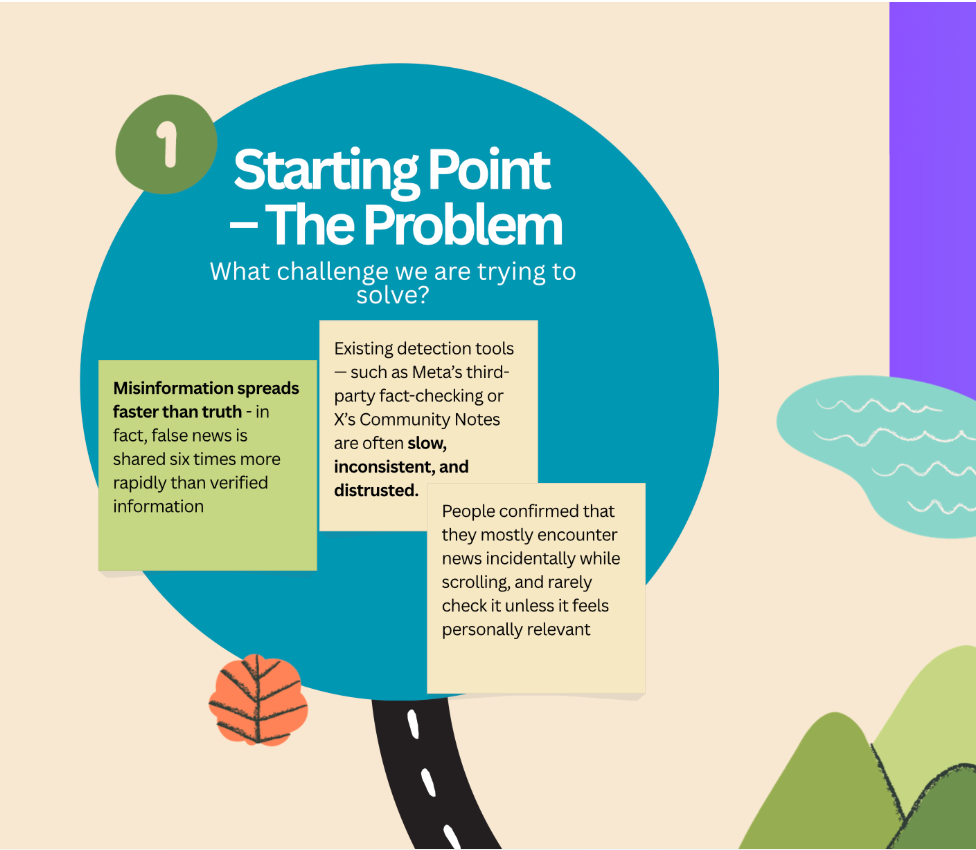 1
Starting Point
– The Problem
What challenge we are trying to
solve?
Misinformation spreads
faster than truth - in
fact, false news is
shared six times more
rapidly than verified
information
Existing detection tools
— such as Meta's third-
party fact-checking or
X's Community Notes
are often slow,
inconsistent, and
distrusted.
People confirmed that
they mostly encounter
news incidentally while
scrolling, and rarely
check it unless it feels
personally relevant